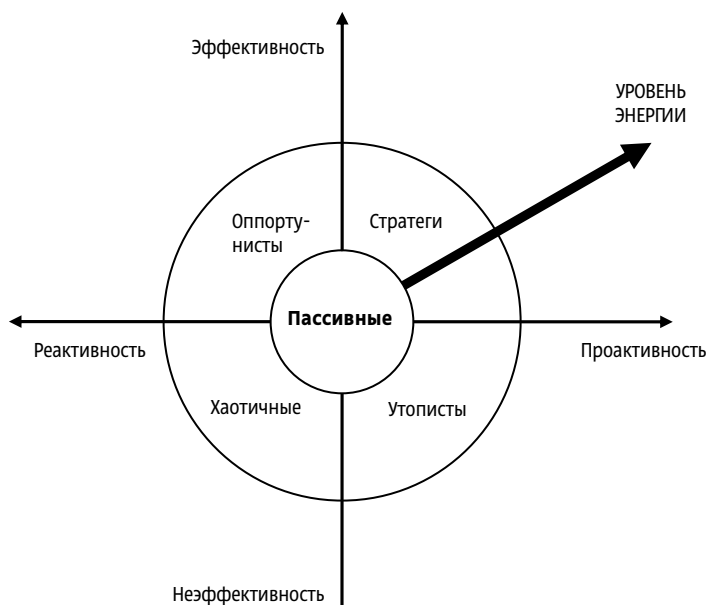 Эффективность
УРОВЕНЬ
ЭНЕРГИИ
Оппорту-
нисты
Стратеги
Пассивные
Реактивность
Проактивность
Хаотичные
Утописты
Неэффективность